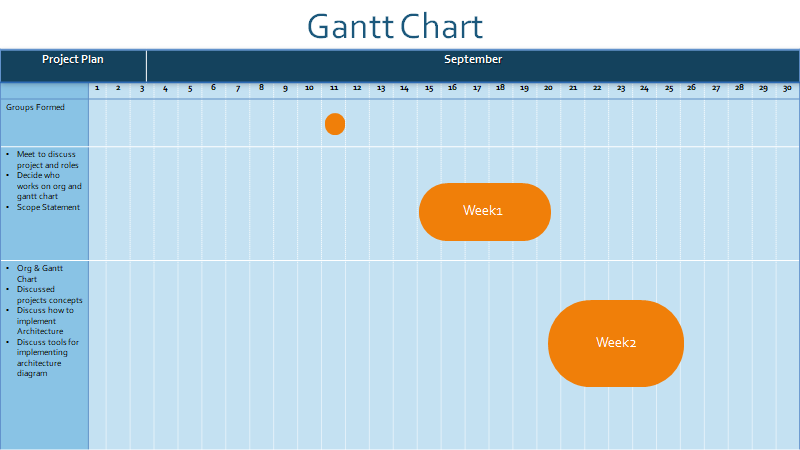 Gantt Chart
Project Plan September
1 2 3 4 5 6 7 8 9 10 11 12 13 14 15 16 17 18 19 20 21 22 23 24 25 26 27 28 29 30
Groups Formed
• Meet to discuss
project and roles
• Decide who
works on org and
gantt chart
• Scope Statement
Week1
• Org & Gantt
Chart
• Discussed
projects concepts
• Discuss how to
implement
Architecture
• Discuss tools for
implementing
architecture
diagram
Week2